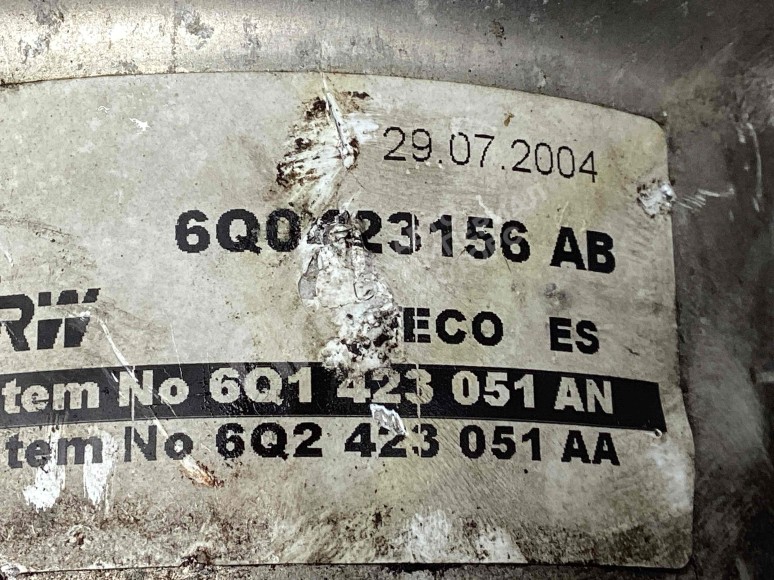 29.07.2004
6Q0423156 AB
RW ECO ES
tem No 6Q1 423 051 AN
tem No 6Q2 423 051 AA